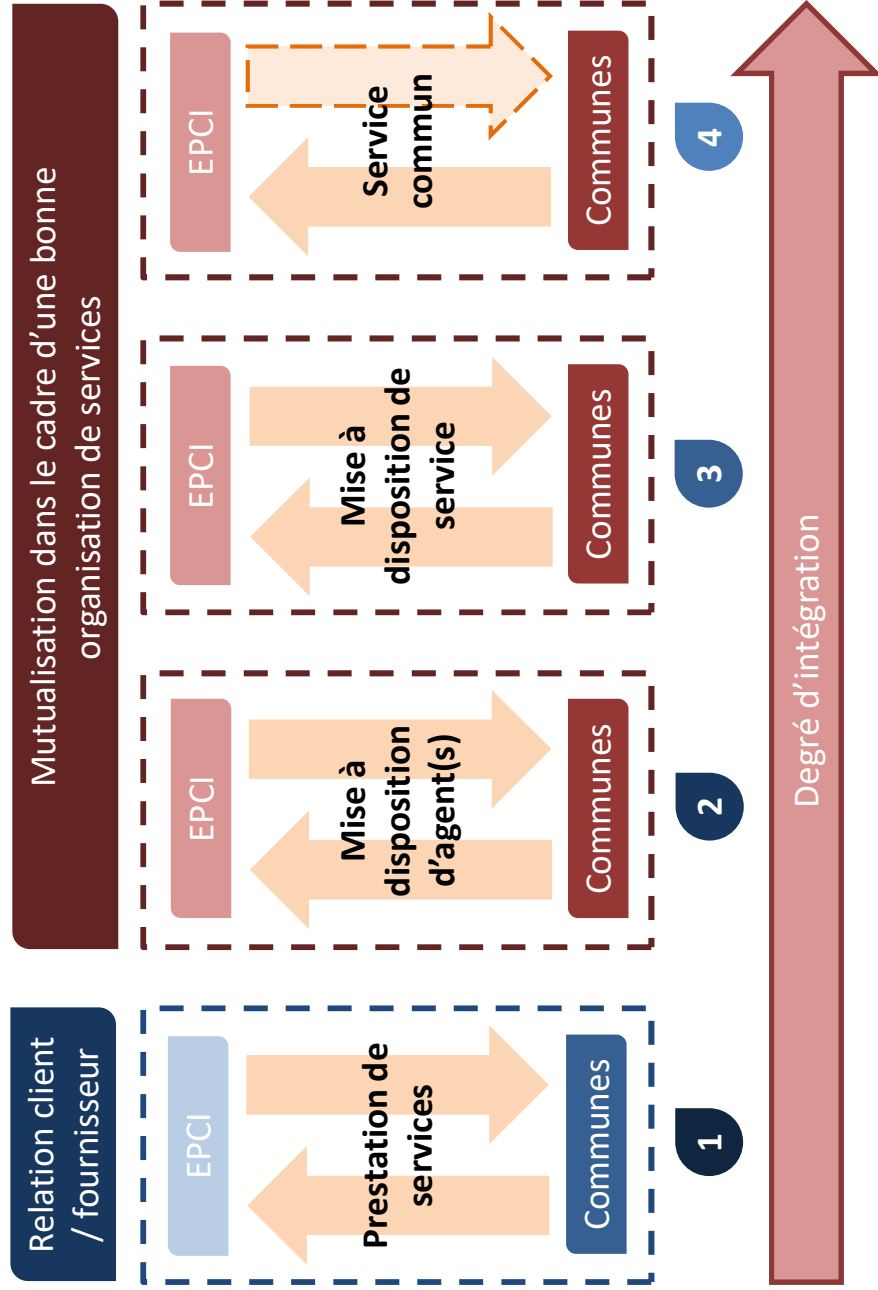 Relation client
/ fournisseur
Mutualisation dans le cadre d’une bonne
organisation de services
EPCI
Prestation de
services
Communes
1
EPCI
Mise à
disposition
d’agent(s)
Communes
2
EPCI
Mise à
disposition de
service
Communes
3
EPCI
Service
commun
Communes
4
Degré d’intégration